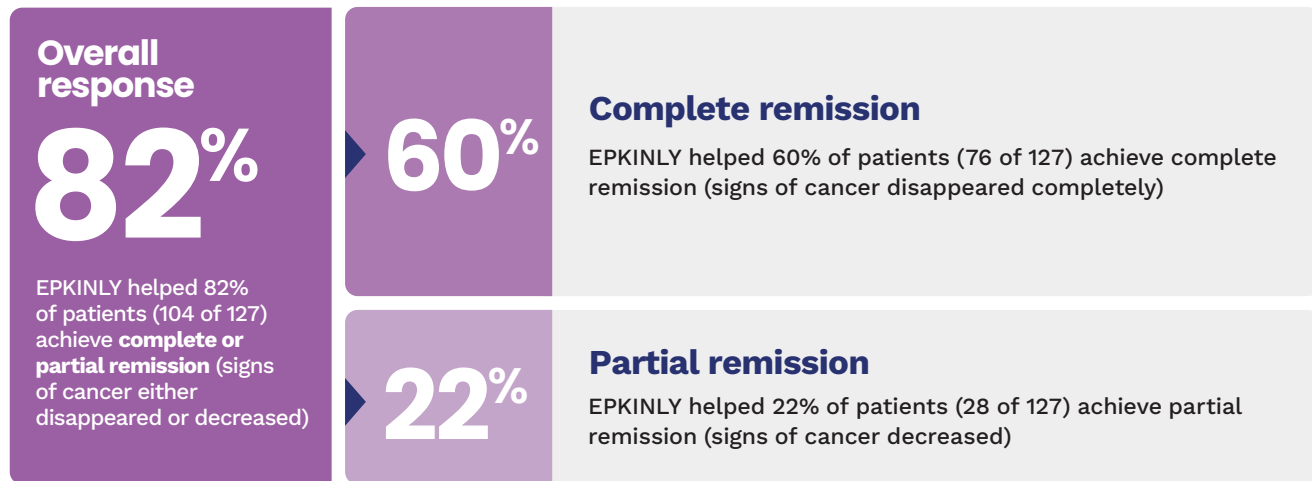 Overall
response
82%
EPKINLY helped 82%
of patients (104 of 127)
achieve complete or
partial remission (signs
of cancer either
disappeared or decreased)
60%
Complete remission
EPKINLY helped 60% of patients (76 of 127) achieve complete
remission (signs of cancer disappeared completely)
22%
Partial remission
EPKINLY helped 22% of patients (28 of 127) achieve partial
remission (signs of cancer decreased)